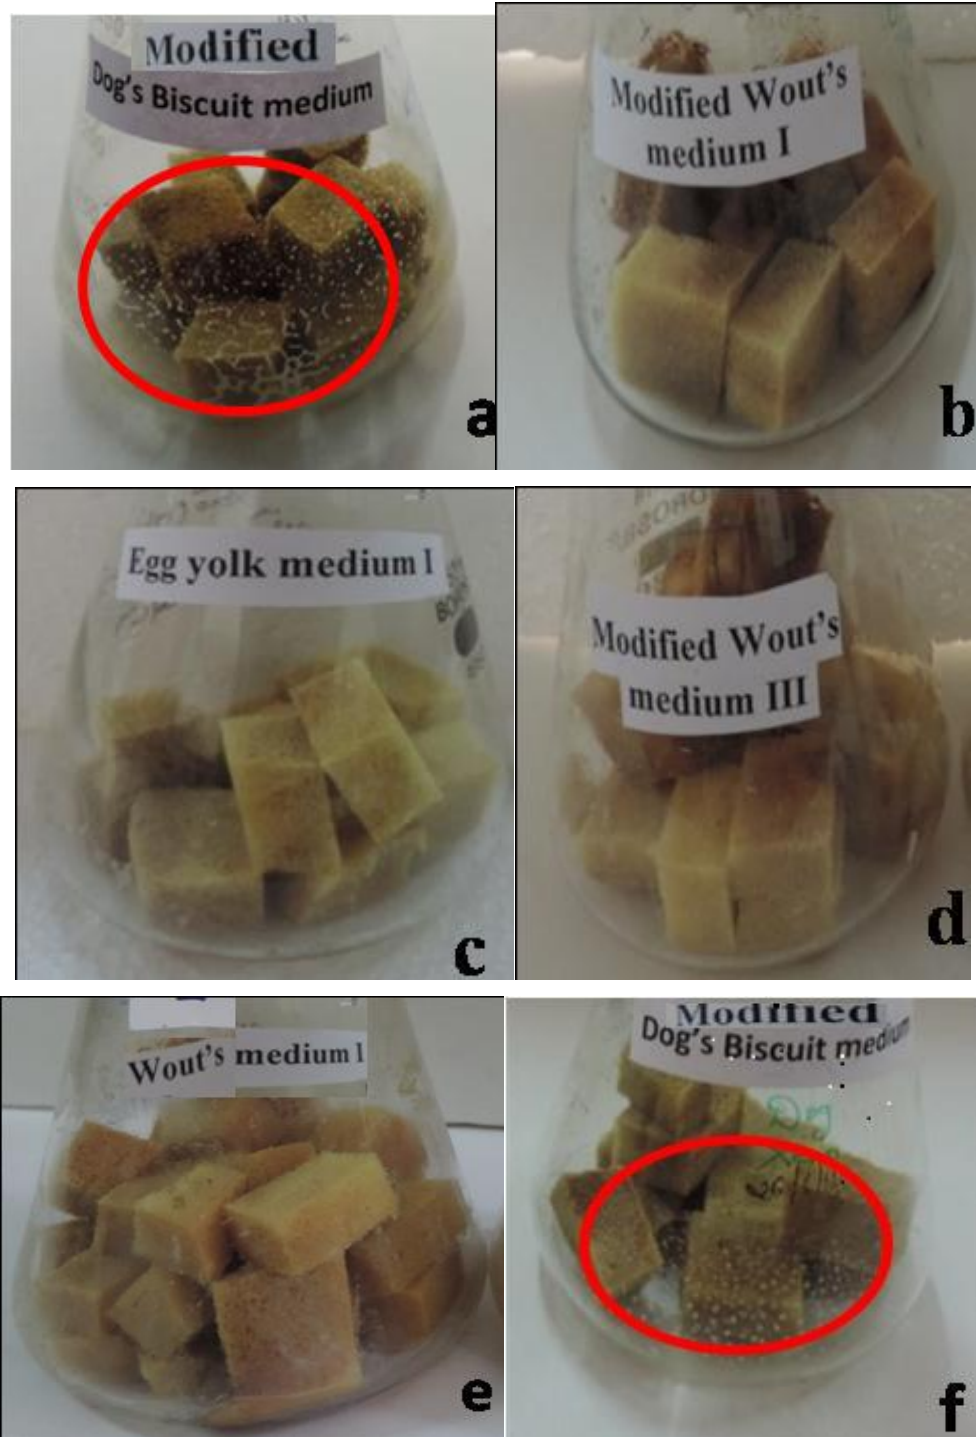 Modified
Dog's Biscuit medium
a
Modified Wout's
medium I
b
Egg yolk medium I
c
Modified Wout's
medium III
d
Wout's medium I
e
Modified
Dog's Biscuit medium
Dog
f